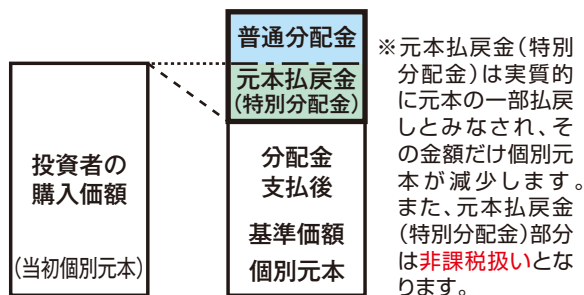 普通分配金
元本払戻金
(特別分配金)
投資者の
購入価額
(当初個別元本)
分配金
支払後
基準価額
個別元本
※元本払戻金(特別
分配金)は実質的
に元本の一部払戻
しとみなされ、そ
の金額だけ個別元
本が減少します。
また、元本払戻金
(特別分配金)部分
は非課税扱いとな
ります。